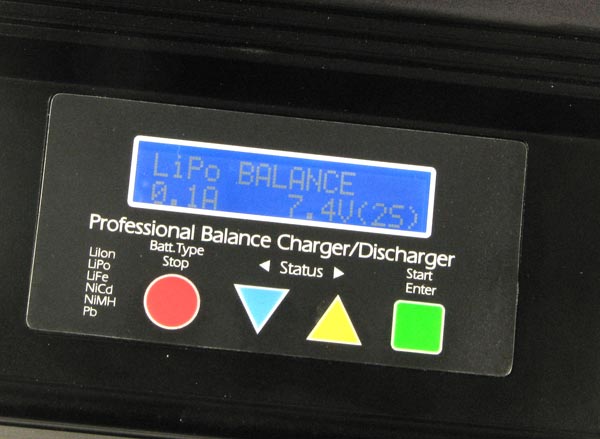 LiPo BALANCE
0.1A 7.4V(2S)
Professional Balance Charger/Discharger
LiIon
LiPo
LiFe
NiCd
NiMH
Pb
Batt.Type
Stop
◄ Status ►
Start
Enter